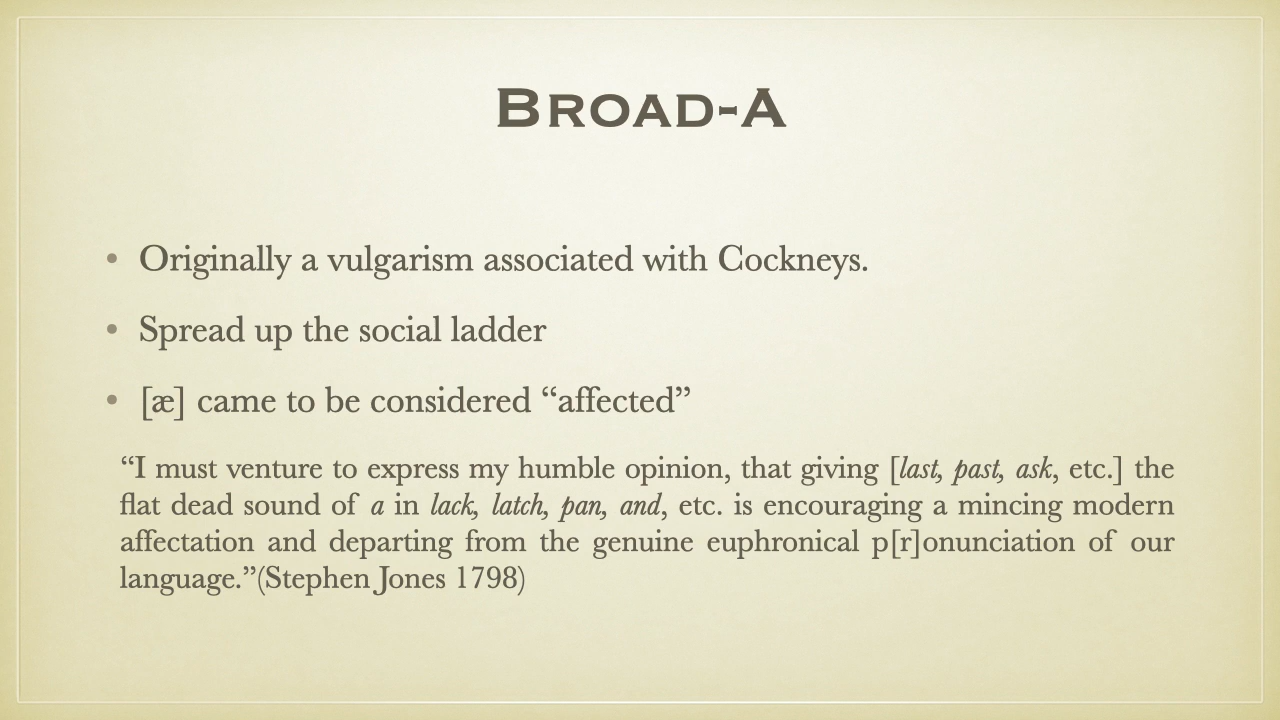 Broad-A
• Originally a vulgarism associated with Cockneys.
• Spread up the social ladder
• [æ] came to be considered “affected”
“I must venture to express my humble opinion, that giving [last, past, ask, etc.] the
flat dead sound of a in lack, latch, pan, and, etc. is encouraging a mincing modern
affectation and departing from the genuine euphronical p[r]onunciation of our
language.”(Stephen Jones 1798)